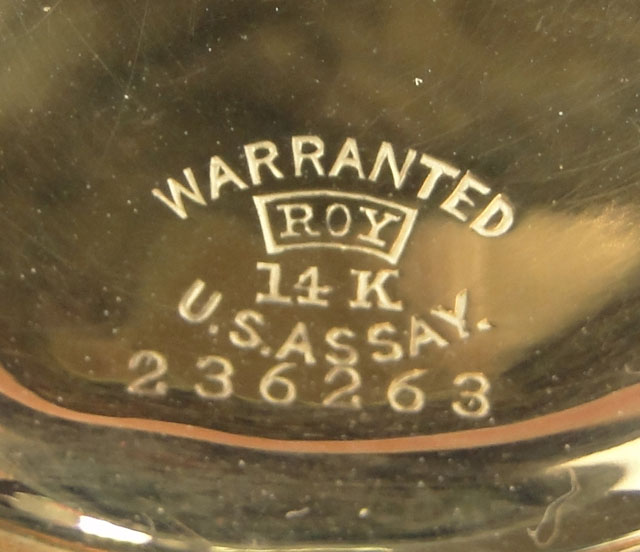 WARRANTED
ROY
14 K
U.S.ASSAY.
236263